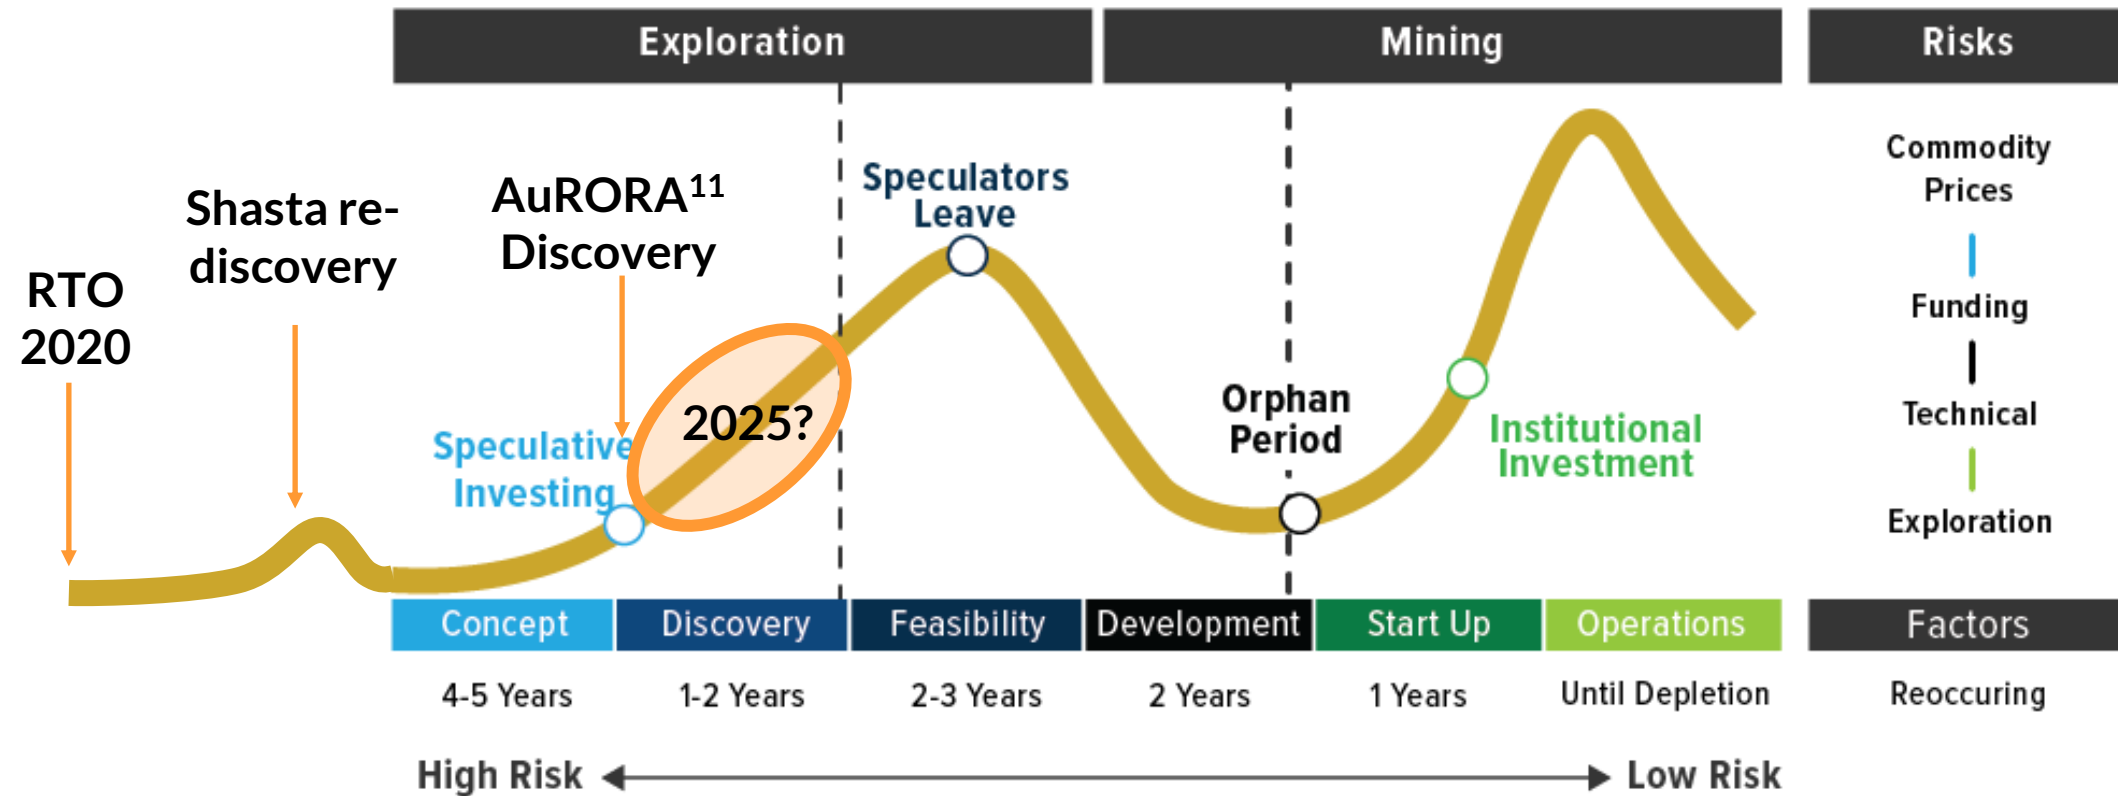 Exploration
Mining
Risks
RTO
2020
Shasta re-
discovery
AuRORA¹¹
Discovery
Speculative
Investing
2025?
Speculators
Leave
Orphan
Period
Institutional
Investment
Commodity
Prices
Funding
Technical
Exploration
Concept
Discovery
Feasibility
Development
Start Up
Operations
Factors
4-5 Years
1-2 Years
2-3 Years
2 Years
1 Years
Until Depletion
Reoccuring
High Risk
Low Risk